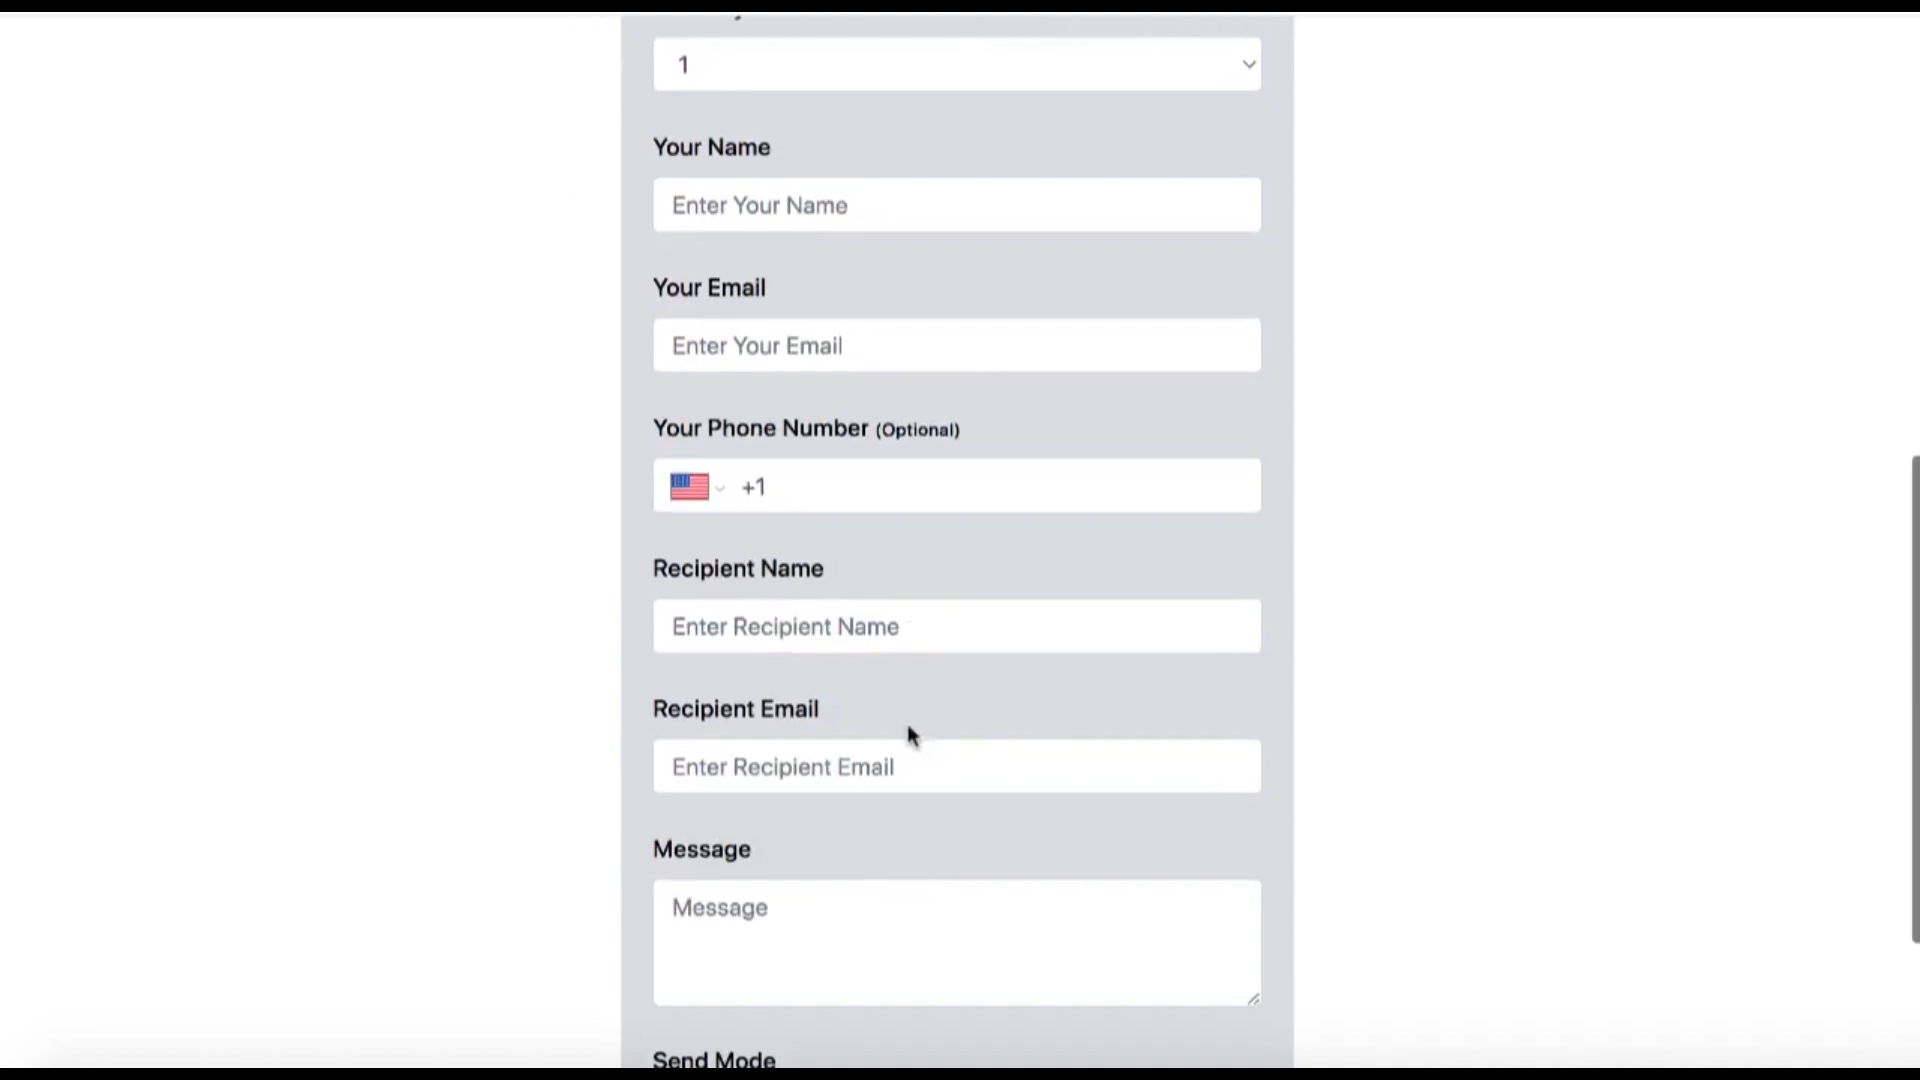 1
Your Name
Enter Your Name
Your Email
Enter Your Email
Your Phone Number (Optional)
+1
Recipient Name
Enter Recipient Name
Recipient Email
Enter Recipient Email
Message
Message
Send Mode